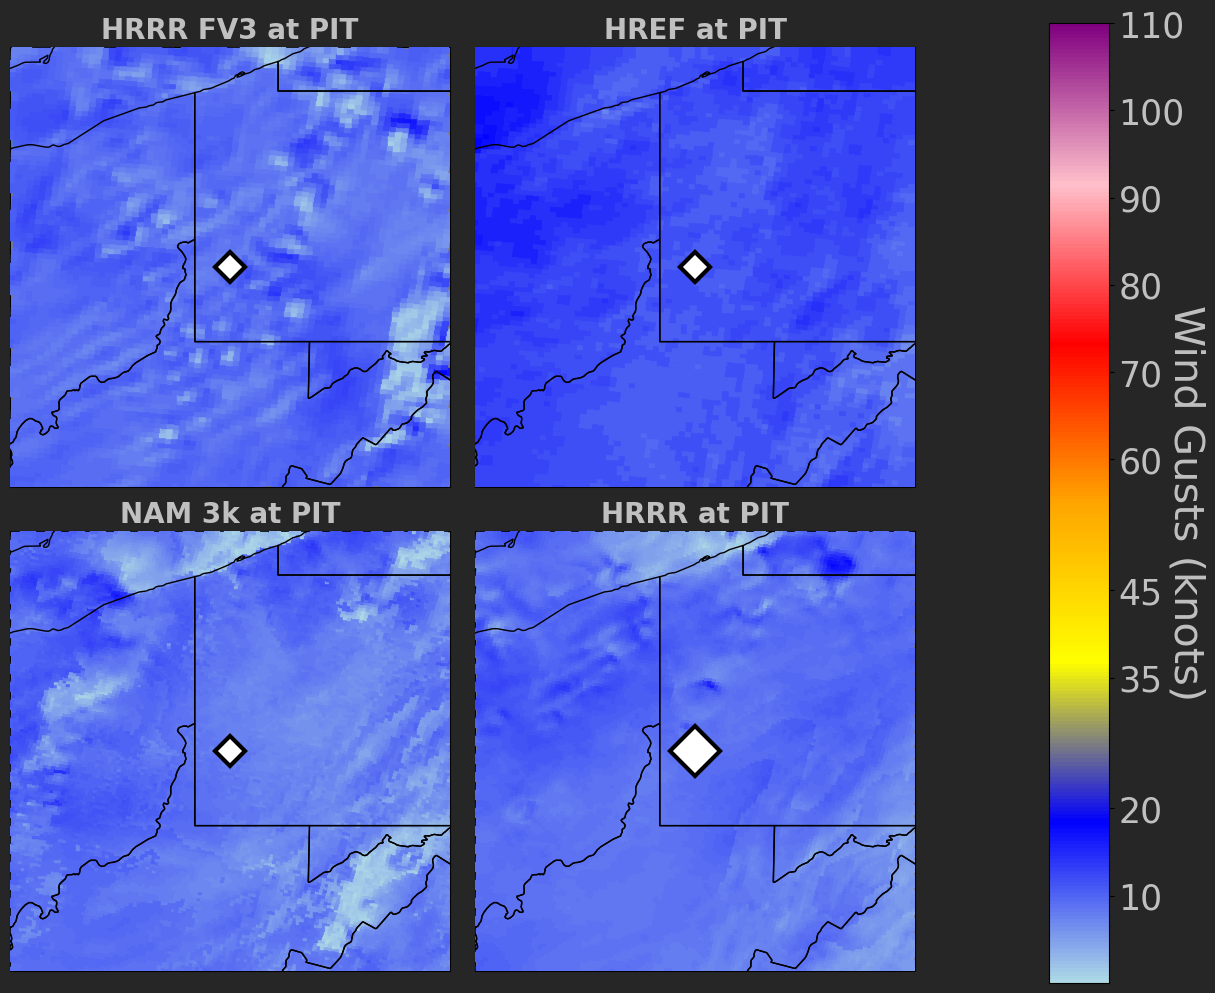 HRRR FV3 at PIT
HREF at PIT
NAM 3k at PIT
HRRR at PIT
110
100
90
80
70
60
45
35
20
10
Wind Gusts (knots)